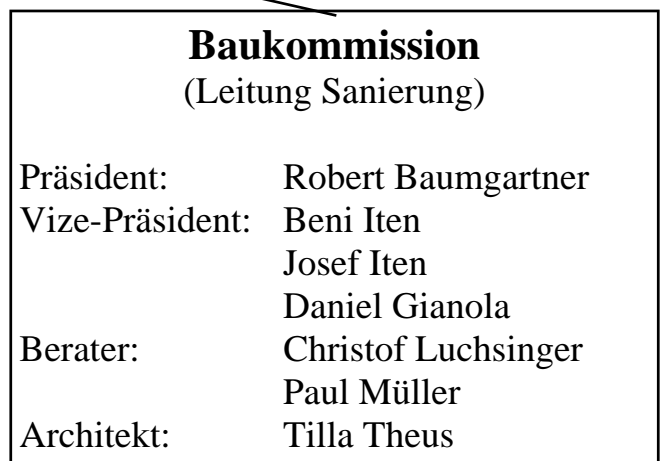 Baukommission
(Leitung Sanierung)
Präsident: Robert Baumgartner
Vize-Präsident: Beni Iten
Josef Iten
Daniel Gianola
Berater: Christof Luchsinger
Paul Müller
Architekt: Tilla Theus